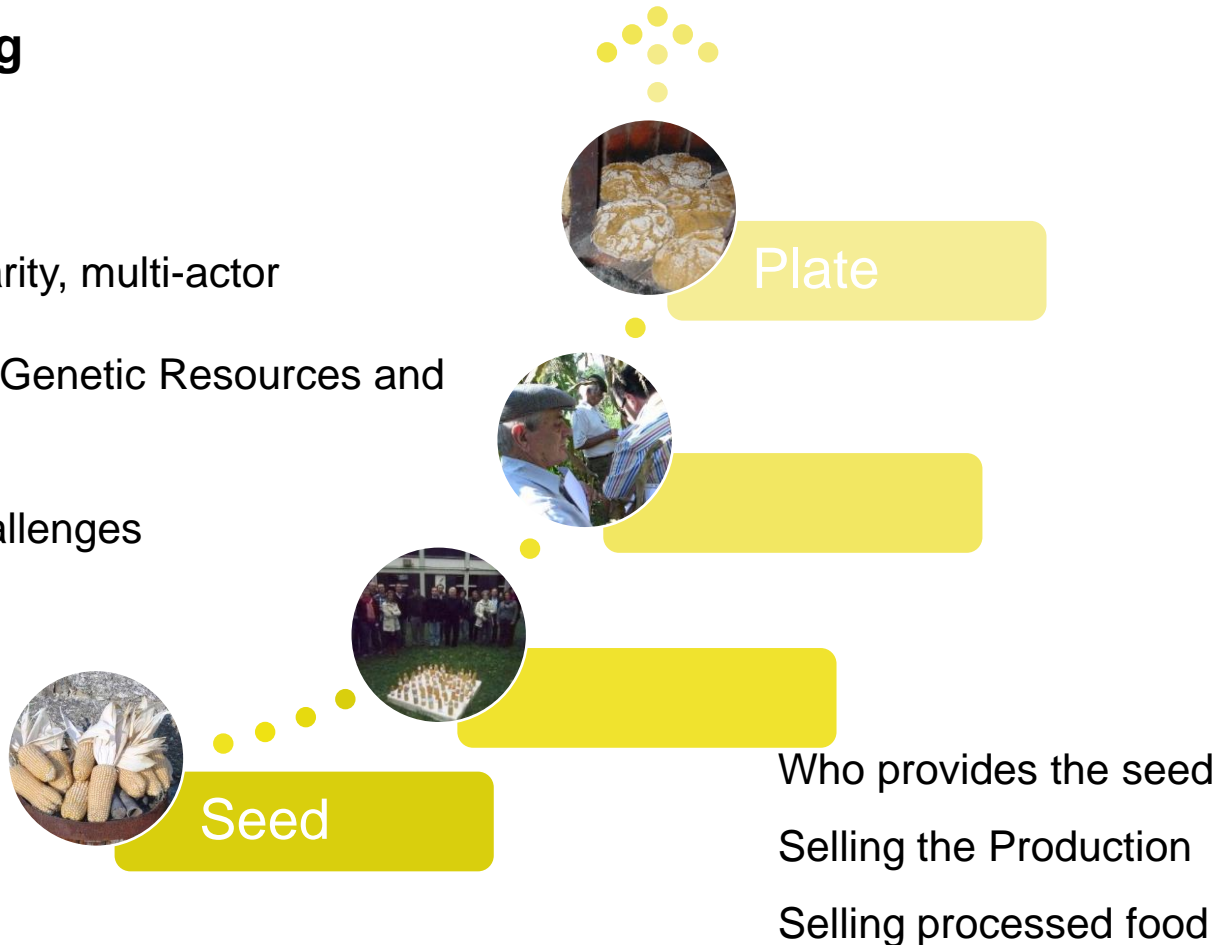 g
arity, multi-actor
Genetic Resources and
allenges
Plate
Seed
Who provides the seed
Selling the Production
Selling processed food